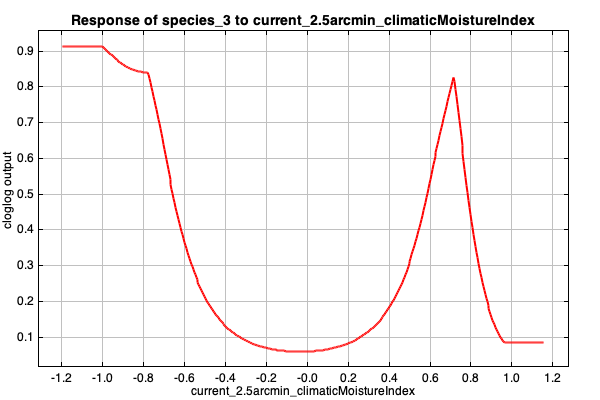 Response of species_3 to current_2.5arcmin_climaticMoistureIndex
cloglog output
0.9
0.8
0.7
0.6
0.5
0.4
0.3
0.2
0.1
-1.2 -1.0 -0.8 -0.6 -0.4 -0.2 -0.0 0.2 0.4 0.6 0.8 1.0 1.2
current_2.5arcmin_climaticMoistureIndex